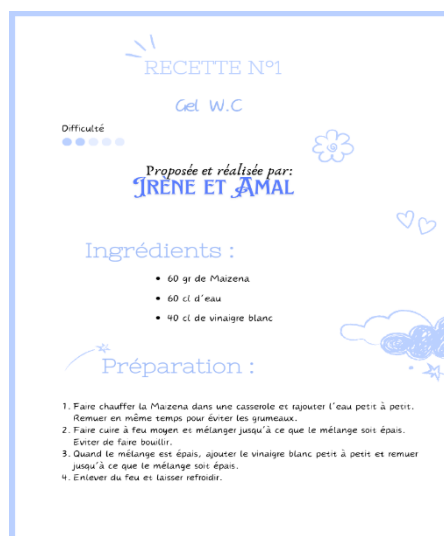 RECETTE N°1
Gel W.C
Difficulté
Proposée et réalisée par:
IRÈNE ET AMAL
Ingrédients :
• 60 gr de Maizena
• 60 cl d'eau
• 40 cl de vinaigre blanc
Préparation :
1. Faire chauffer la Maizena dans une casserole et rajouter l'eau petit à petit.
Remuer en même temps pour éviter les grumeaux.
2. Faire cuire à feu moyen et mélanger jusqu'à ce que le mélange soit épais.
Eviter de faire bouillir.
3. Quand le mélange est épais, ajouter le vinaigre blanc petit à petit et remuer
jusqu'à ce que le mélange soit épais.
4. Enlever du feu et laisser refroidir.